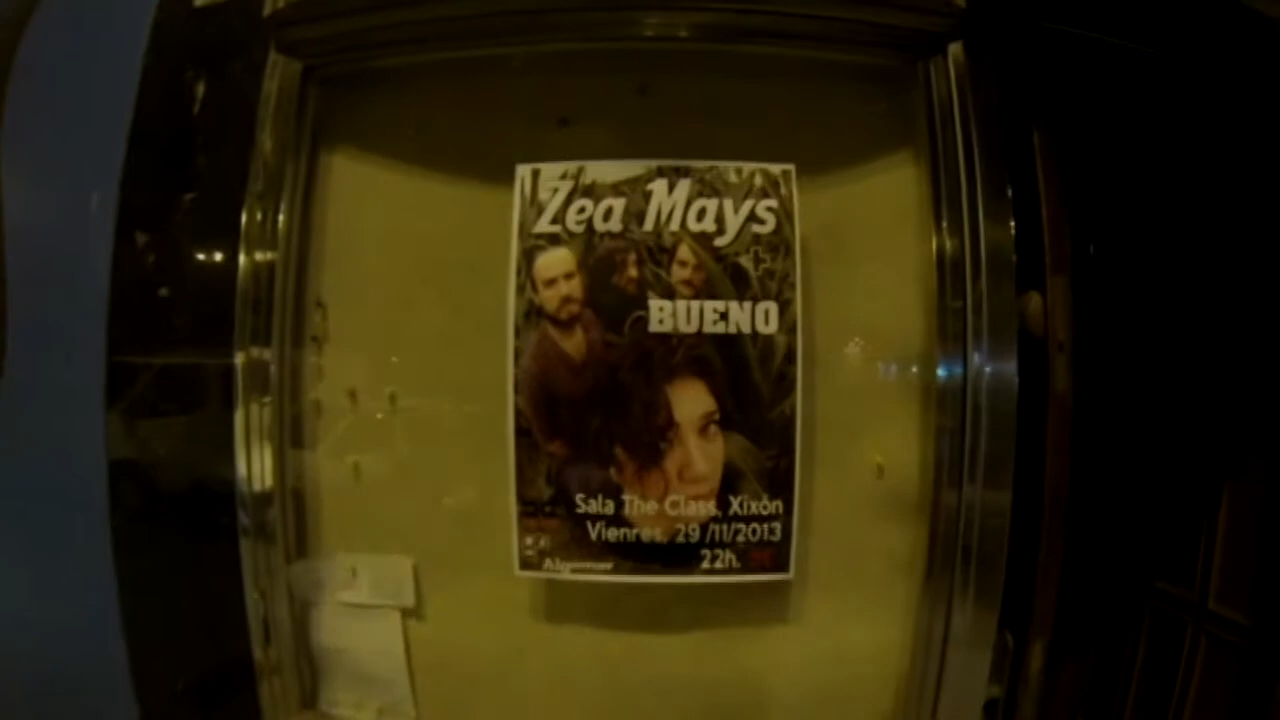 Zea Mays
+
BUENO
Sala The Class, Xixón
Vienres, 29 /11/2013
22h.